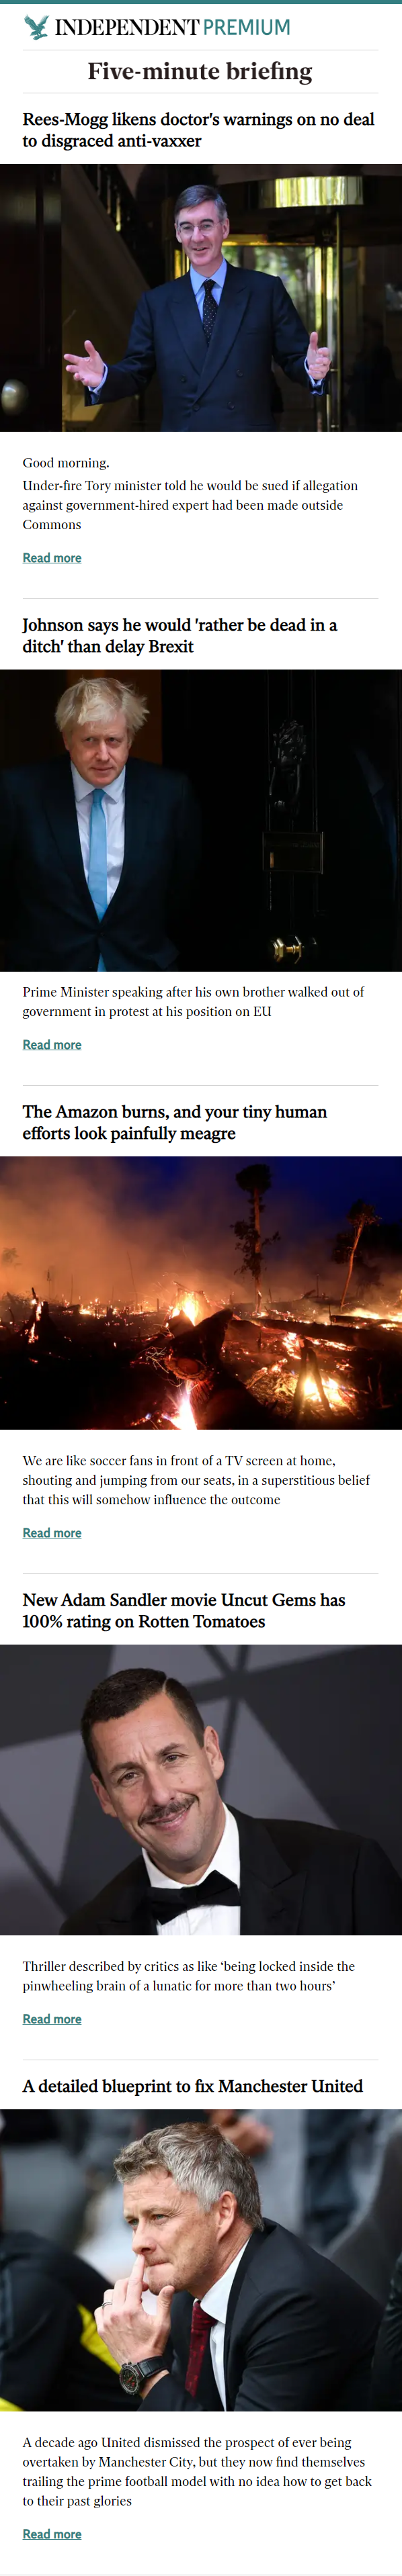 INDEPENDENT PREMIUM
Five-minute briefing
Rees-Mogg likens doctor's warnings on no deal
to disgraced anti-vaxxer
Good morning.
Under-fire Tory minister told he would be sued if allegation
against government-hired expert had been made outside
Commons
Read more
Johnson says he would 'rather be dead in a
ditch' than delay Brexit
Prime Minister speaking after his own brother walked out of
government in protest at his position on EU
Read more
The Amazon burns, and your tiny human
efforts look painfully meagre
We are like soccer fans in front of a TV screen at home,
shouting and jumping from our seats, in a superstitious belief
that this will somehow influence the outcome
Read more
New Adam Sandler movie Uncut Gems has
100% rating on Rotten Tomatoes
Thriller described by critics as like ‘being locked inside the
pinwheeling brain of a lunatic for more than two hours’
Read more
A detailed blueprint to fix Manchester United
A decade ago United dismissed the prospect of ever being
overtaken by Manchester City, but they now find themselves
trailing the prime football model with no idea how to get back
to their past glories
Read more